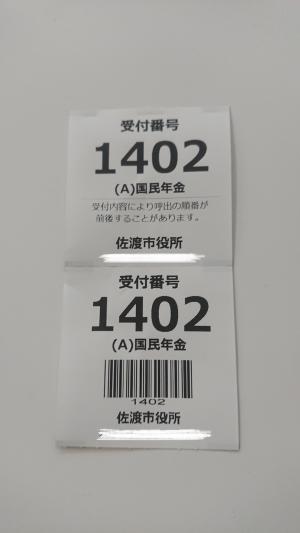 受付番号
1402
(A)国民年金
受付内容により呼出の順番が
前後することがあります。
佐渡市役所
受付番号
1402
(A)国民年金
1402
佐渡市役所